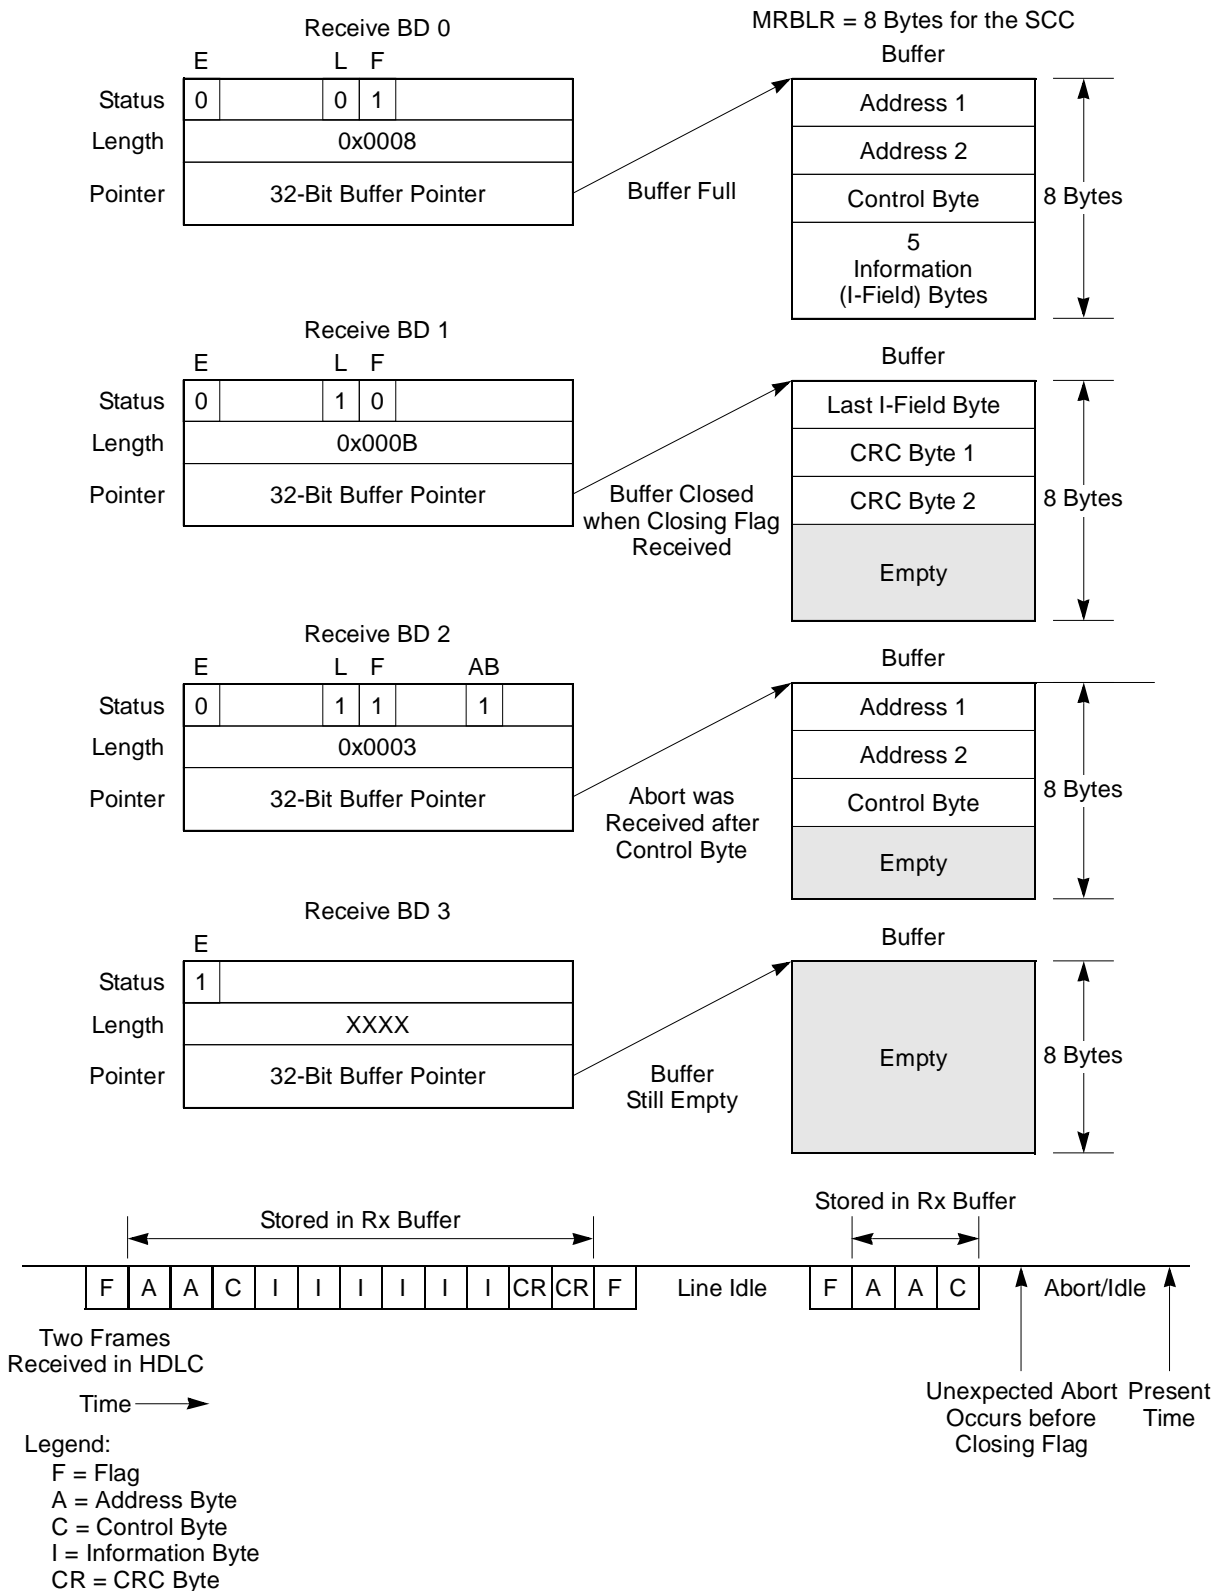 Receive BD 0
MRBLR = 8 Bytes for the SCC
E L F
Buffer
Status 0 0 1
Length 0x0008
Pointer 32-Bit Buffer Pointer
Buffer Full
Address 1
Address 2
Control Byte
5
Information
(I-Field) Bytes
8 Bytes
Receive BD 1
E L F
Buffer
Status 0 1 0
Length 0x000B
Pointer 32-Bit Buffer Pointer
Buffer Closed
when Closing Flag
Received
Last I-Field Byte
CRC Byte 1
CRC Byte 2
Empty
8 Bytes
Receive BD 2
E L F AB
Buffer
Status 0 1 1 1
Length 0x0003
Pointer 32-Bit Buffer Pointer
Abort was
Received after
Control Byte
Address 1
Address 2
Control Byte
Empty
8 Bytes
Receive BD 3
E
Buffer
Status 1
Length XXXX
Pointer 32-Bit Buffer Pointer
Buffer
Still Empty
Empty
8 Bytes
Stored in Rx Buffer
Stored in Rx Buffer
F A A C I I I I I I CR CR F Line Idle F A A C Abort/Idle
Two Frames
Received in HDLC
Time
Unexpected Abort
Occurs before
Closing Flag
Present
Time
Legend:
F = Flag
A = Address Byte
C = Control Byte
I = Information Byte
CR = CRC Byte